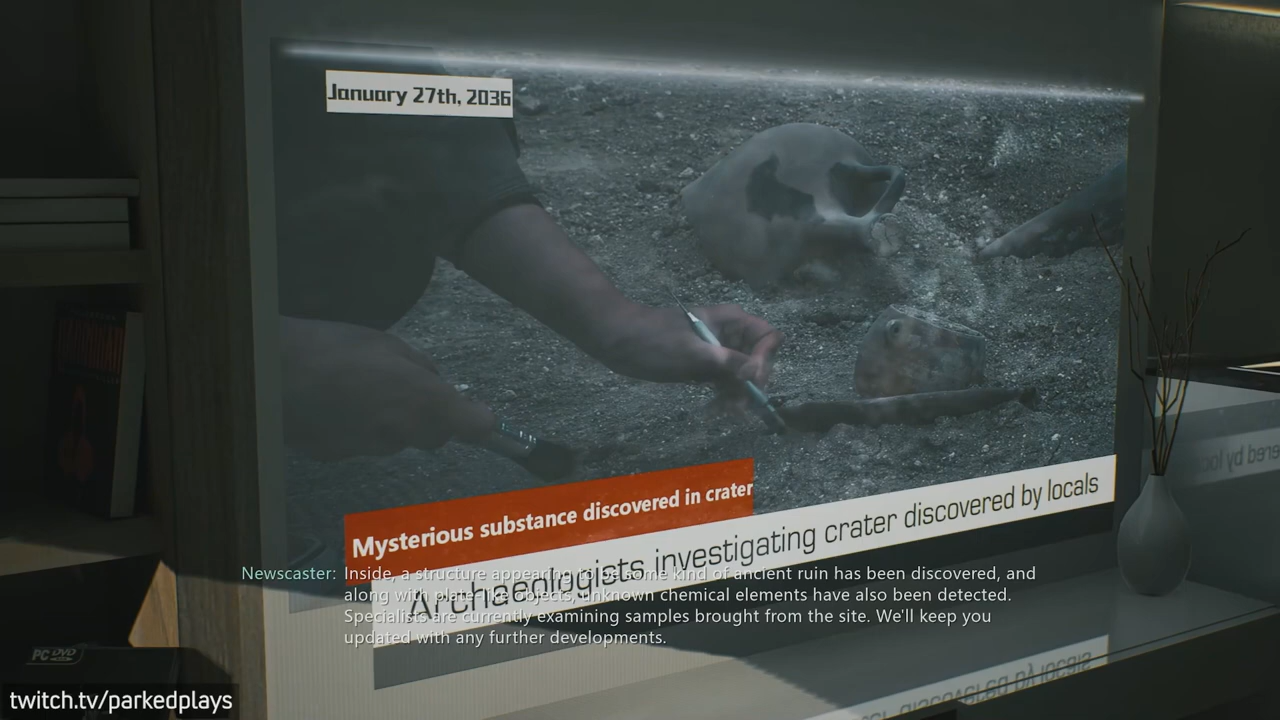 January 27th, 2036
Mysterious substance discovered in crater
Archaeologists investigating crater discovered by locals
Newscaster: Inside, a structure appearing to be some kind of ancient ruin has been discovered, and
along with plate-like objects, unknown chemical elements have also been detected.
Specialists are currently examining samples brought from the site. We'll keep you
updated with any further developments.
PC DVD
twitch.tv/parkedplays